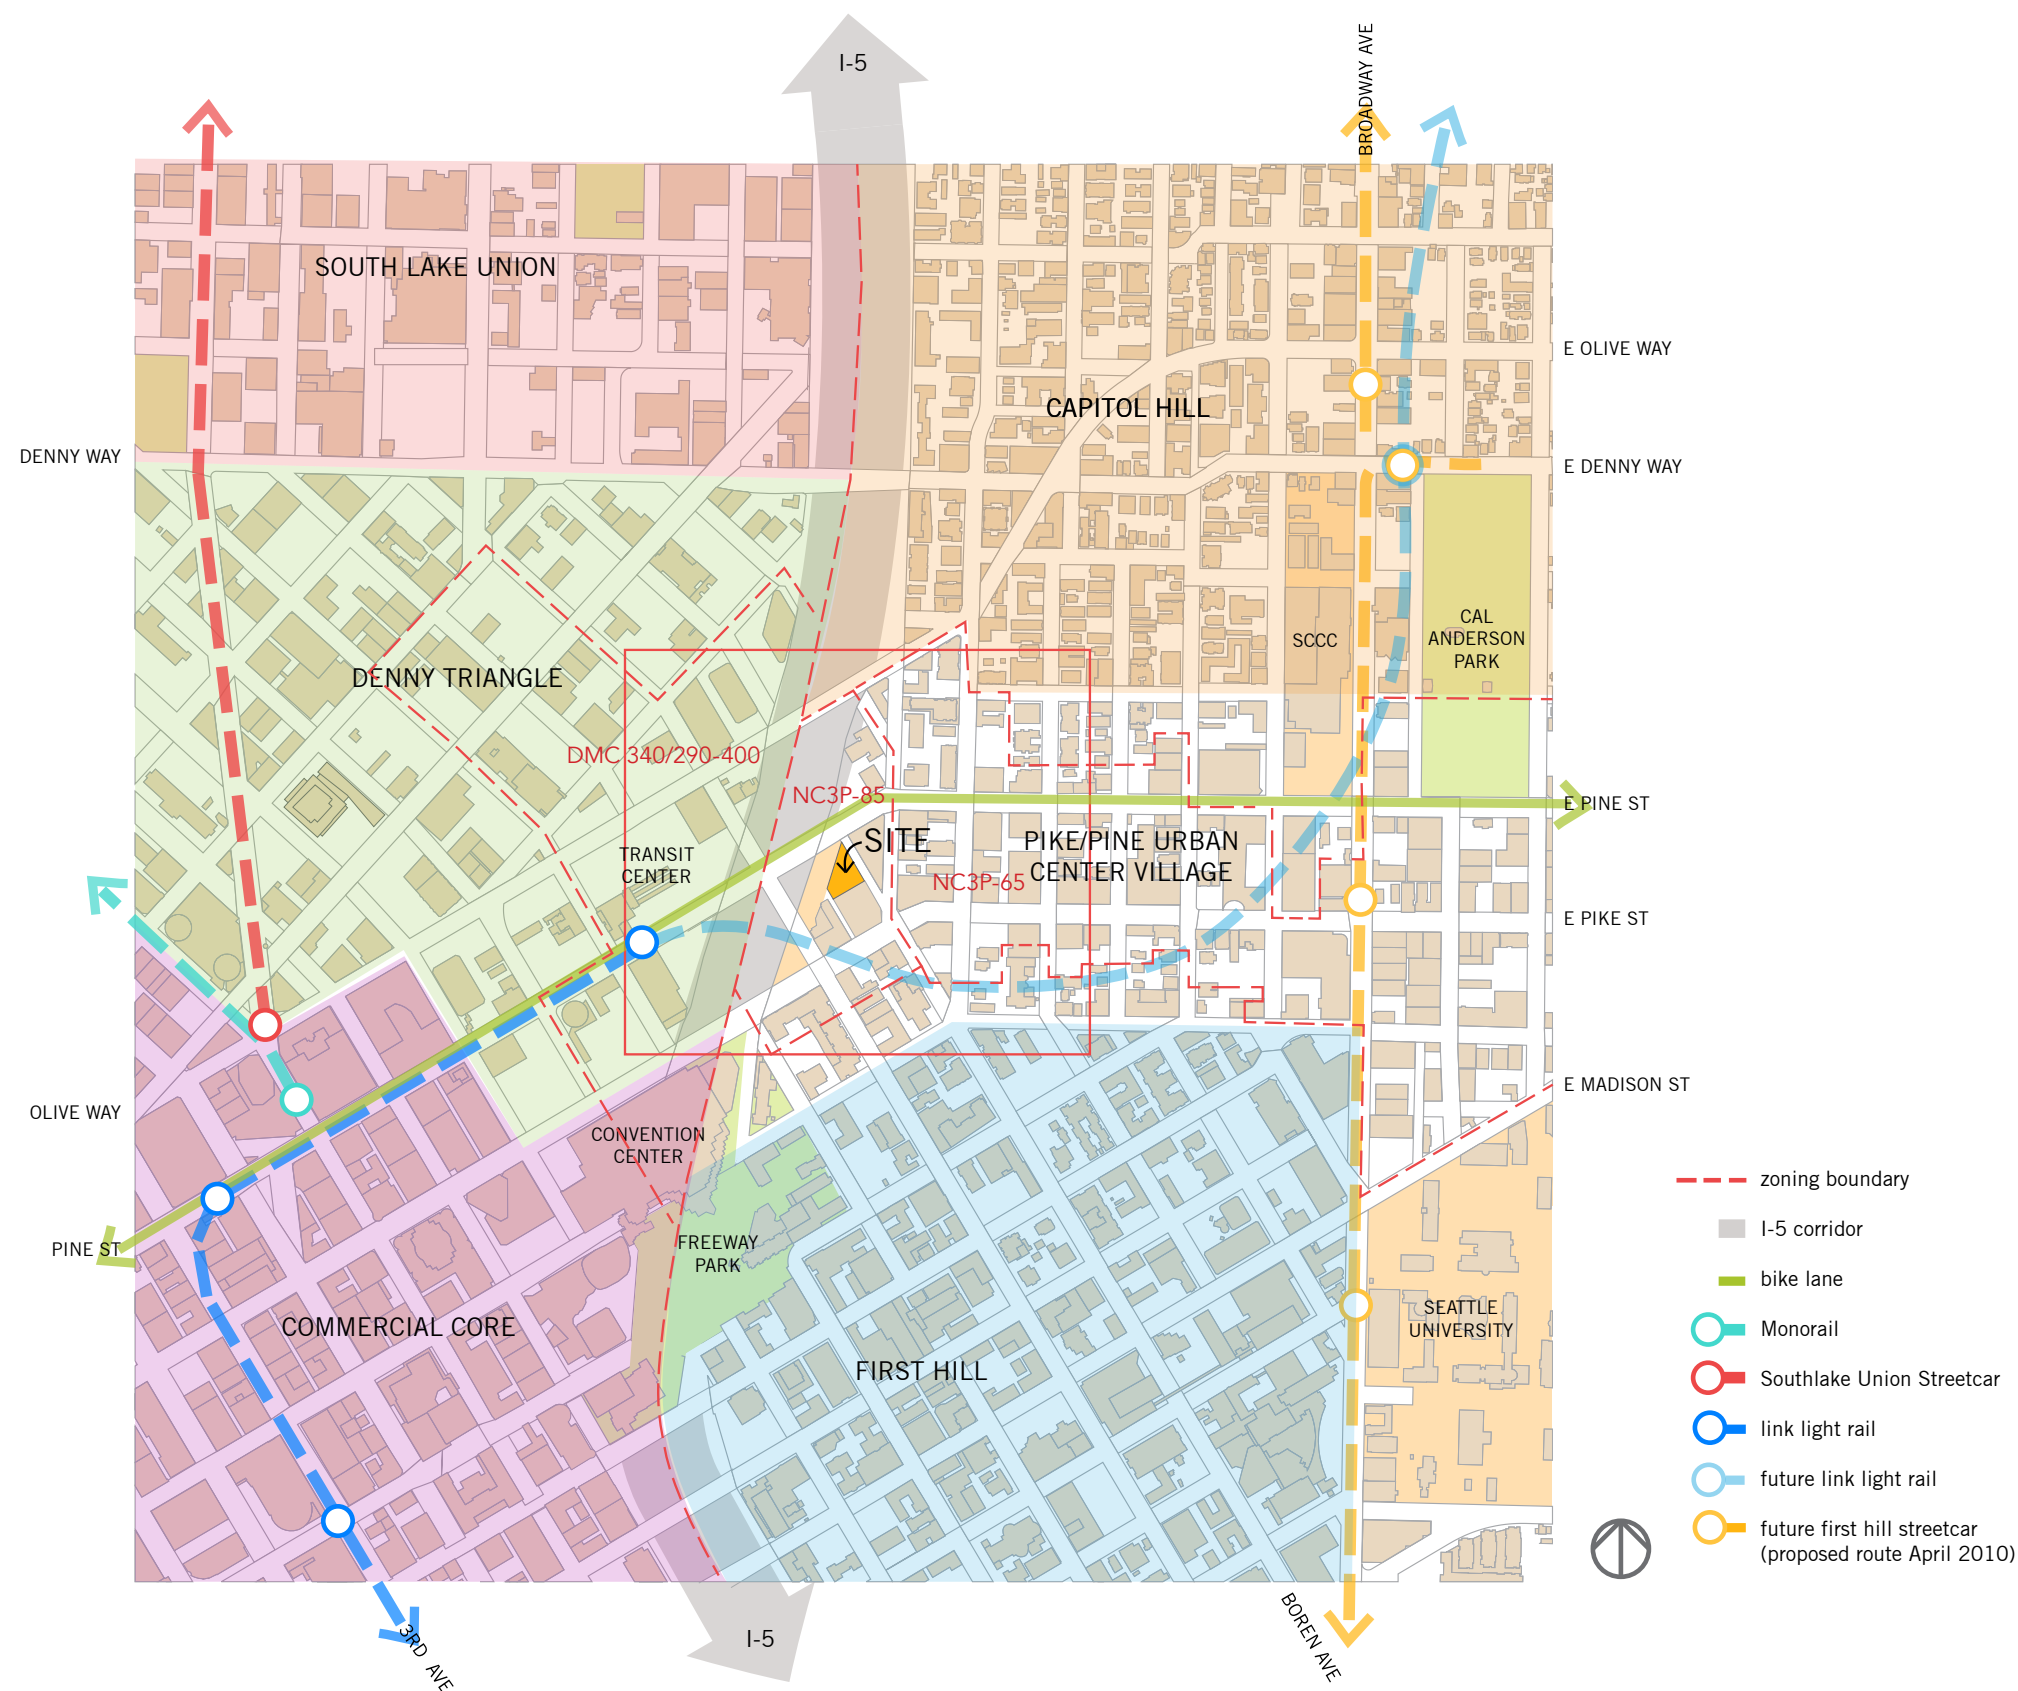 I-5
BROADWAY AVE
SOUTH LAKE UNION
E OLIVE WAY
CAPITOL HILL
DENNY WAY
E DENNY WAY
CAL
ANDERSON
PARK
SCCC
DENNY TRIANGLE
DMC 340/290-400
NC3P-85
E PINE ST
SITE
PIKE/PINE URBAN
CENTER VILLAGE
TRANSIT
CENTER
NC3P-65
E PIKE ST
E MADISON ST
OLIVE WAY
CONVENTION
CENTER
PINE ST
FREEWAY
PARK
COMMERCIAL CORE
SEATTLE
UNIVERSITY
FIRST HILL
zoning boundary
I-5 corridor
bike lane
Monorail
Southlake Union Streetcar
link light rail
future link light rail
future first hill streetcar
(proposed route April 2010)
I-5
3RD AVE
BOREN AVE